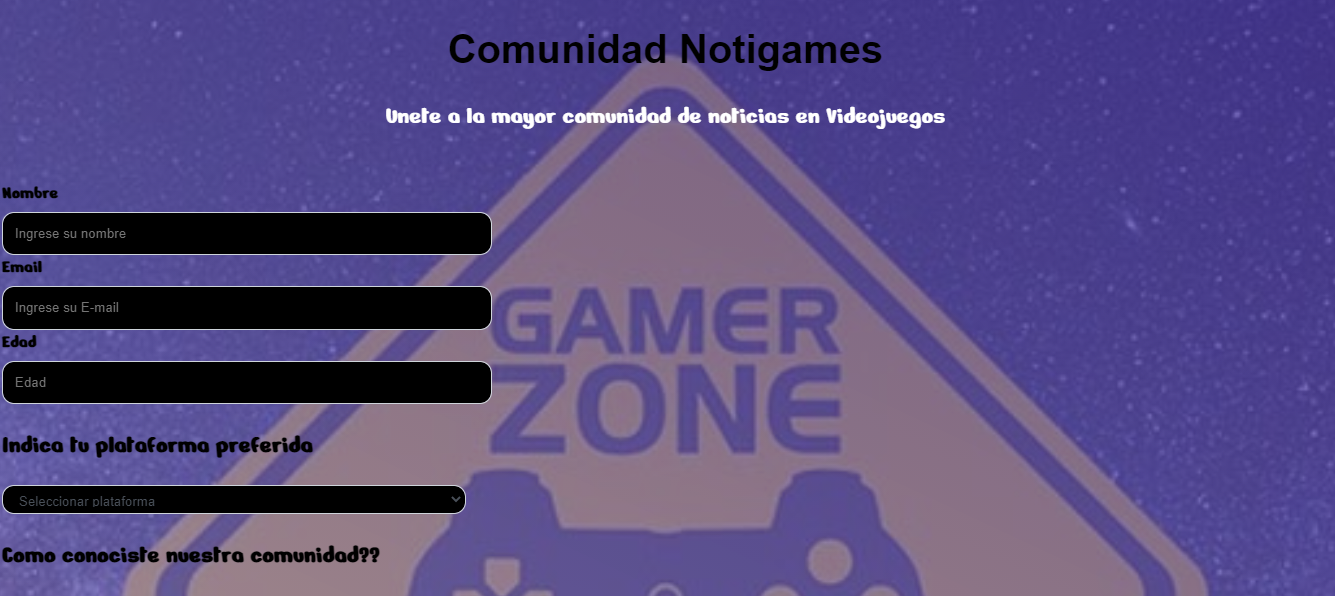 Comunidad Notigames
Unete a la mayor comunidad de noticias en Videojuegos
Nombre
Ingrese su nombre
Email
Ingrese su E-mail
Edad
Edad
GAMER
ZONE
Indica tu plataforma preferida
Seleccionar plataforma
Como conociste nuestra comunidad??